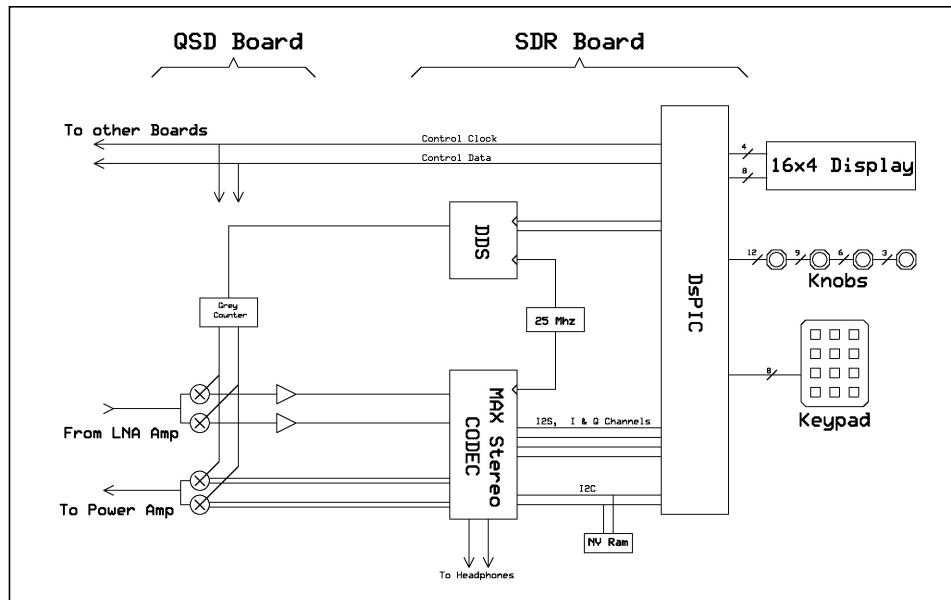 QSD Board
SDR Board
To other Boards
Control Clock
Control Data
4
8
16x4 Display
DDS
12
9
6
3
Knobs
DsPIC
Grey
Counter
25 Mhz
8
Keypad
MAX Stereo
CODEC
I2S, I & Q Channels
From LNA Amp
I2C
To Power Amp
NV Ram
To Headphones